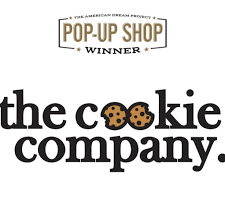 THE AMERICAN DREAM PROJECT
POP-UP SHOP
WINNER
the cookie
company.